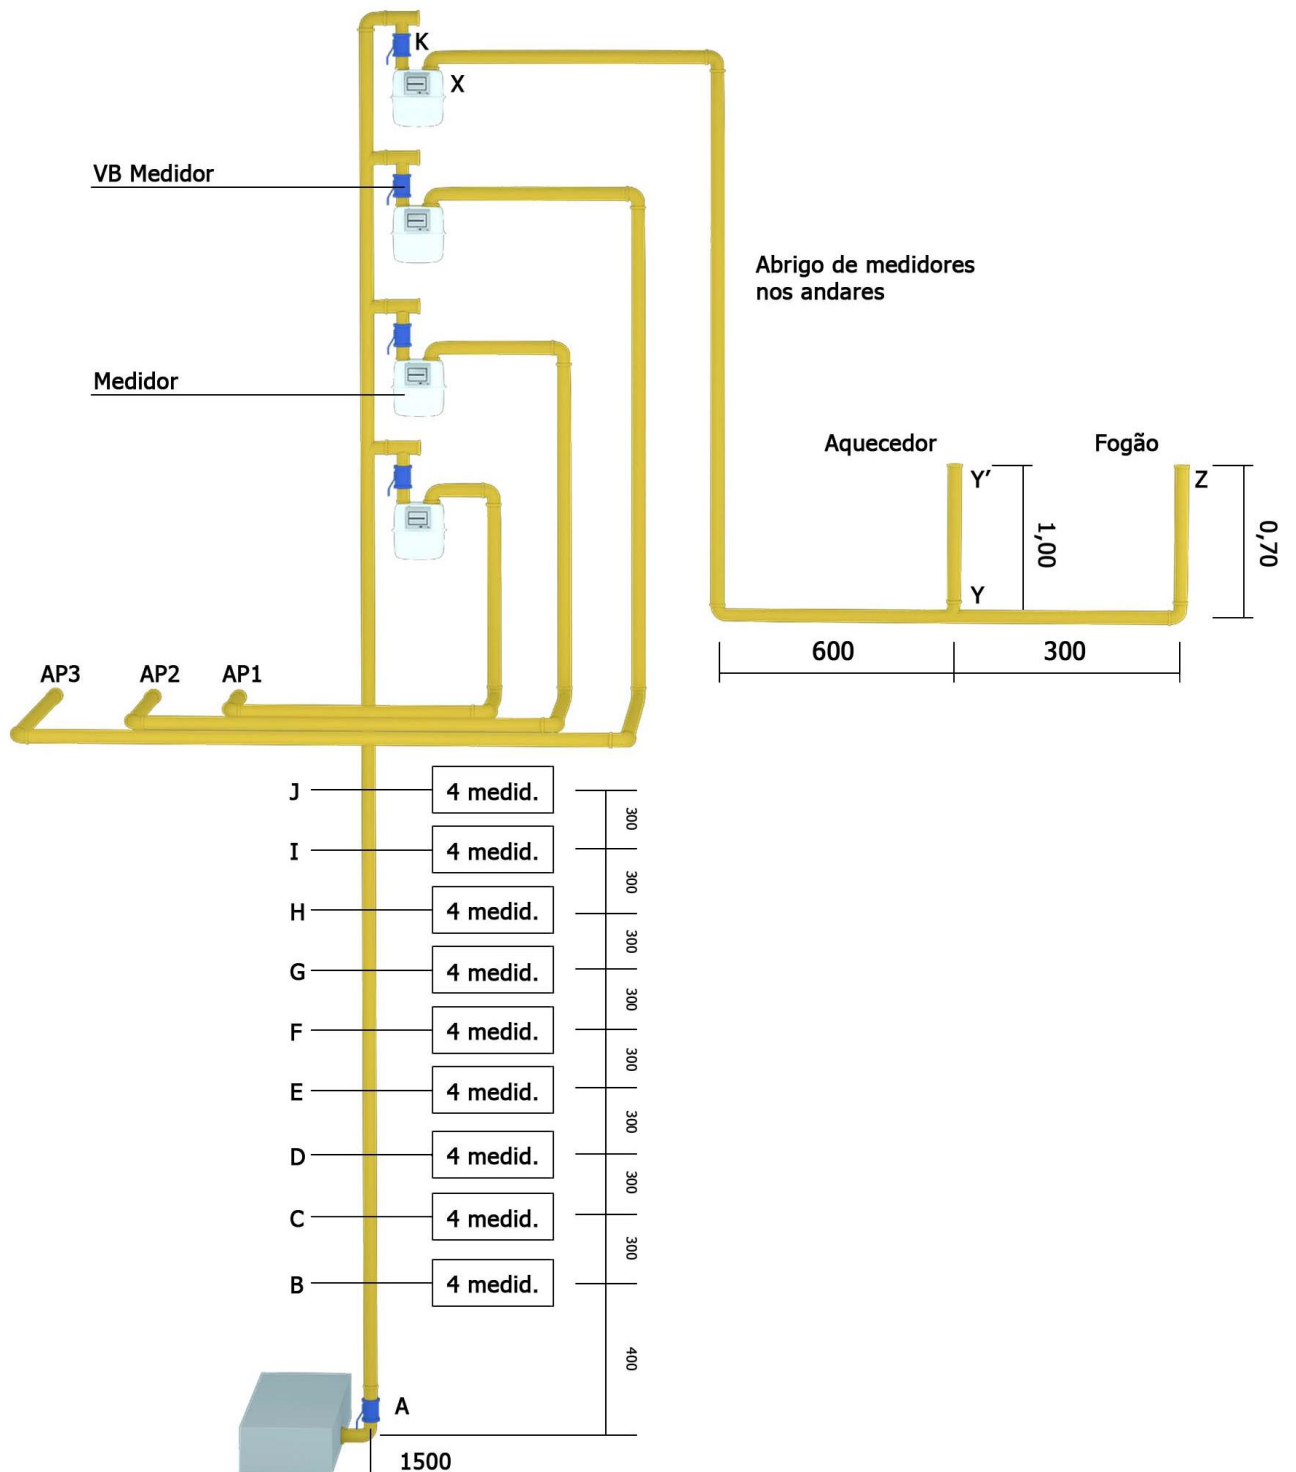 K
X
VB Medidor
Abrigo de medidores
nos andares
Medidor
Aquecedor
Fogão
Y'
Z
1,00
0,70
Y
600
300
AP3
AP2
AP1
J
4 medid.
300
I
4 medid.
300
H
4 medid.
300
G
4 medid.
300
F
4 medid.
300
E
4 medid.
300
D
4 medid.
300
C
4 medid.
300
B
4 medid.
400
A
1500